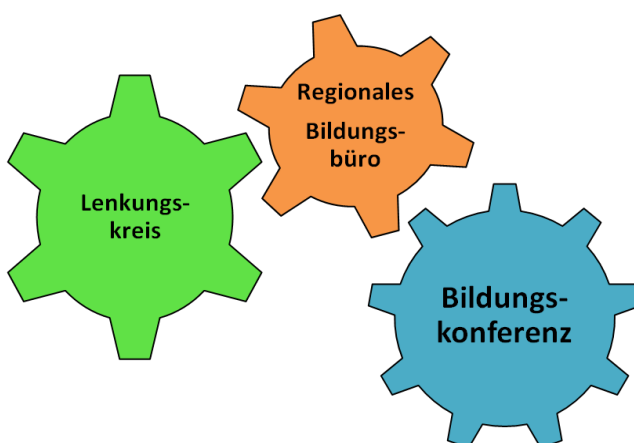 Lenkungs-
kreis
Regionales
Bildungs-
büro
Bildungs-
konferenz